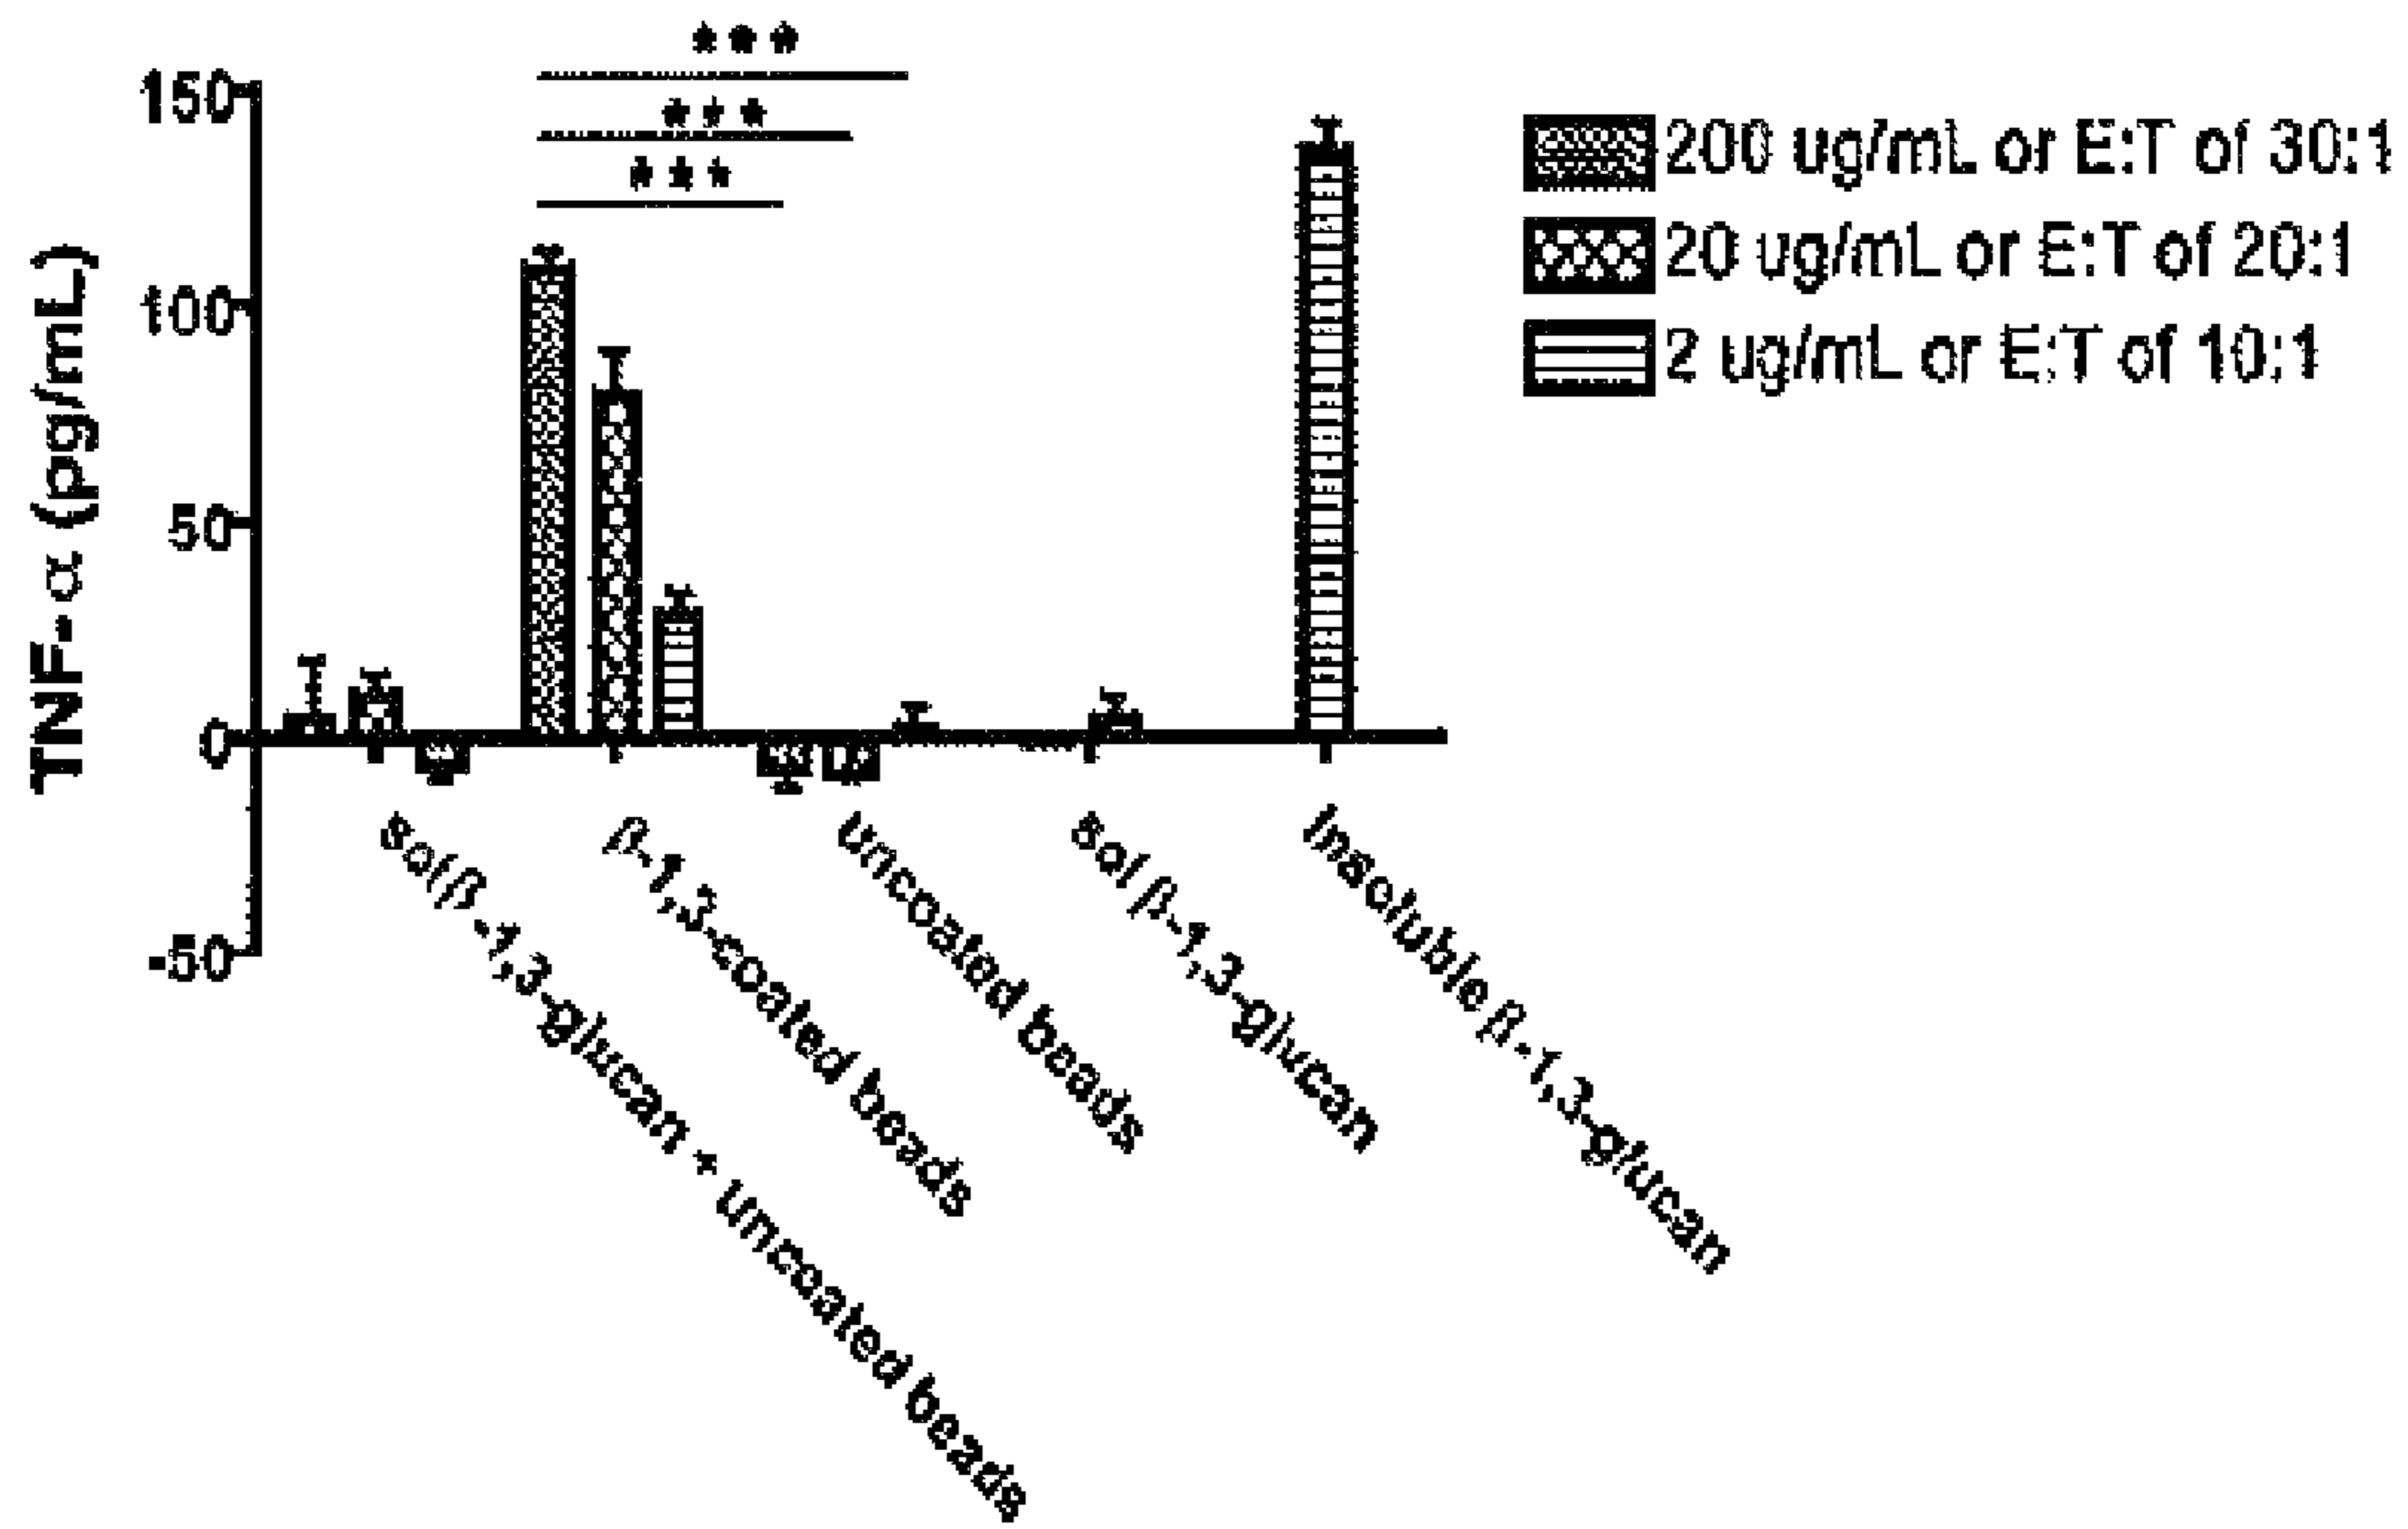 ***
***
***
150
100
50
0
-50
TNF-α (pg/mL)
200 ug/mL or E:T of 30:1
20 ug/mL or E:T of 20:1
2 ug/mL or E:T of 10:1
sol β-1,3-glucan + uncoated beads
β-1,3-coated beads
uncoated beads
sol β-1,3-glucan
Insoluble β-1,3-glucan